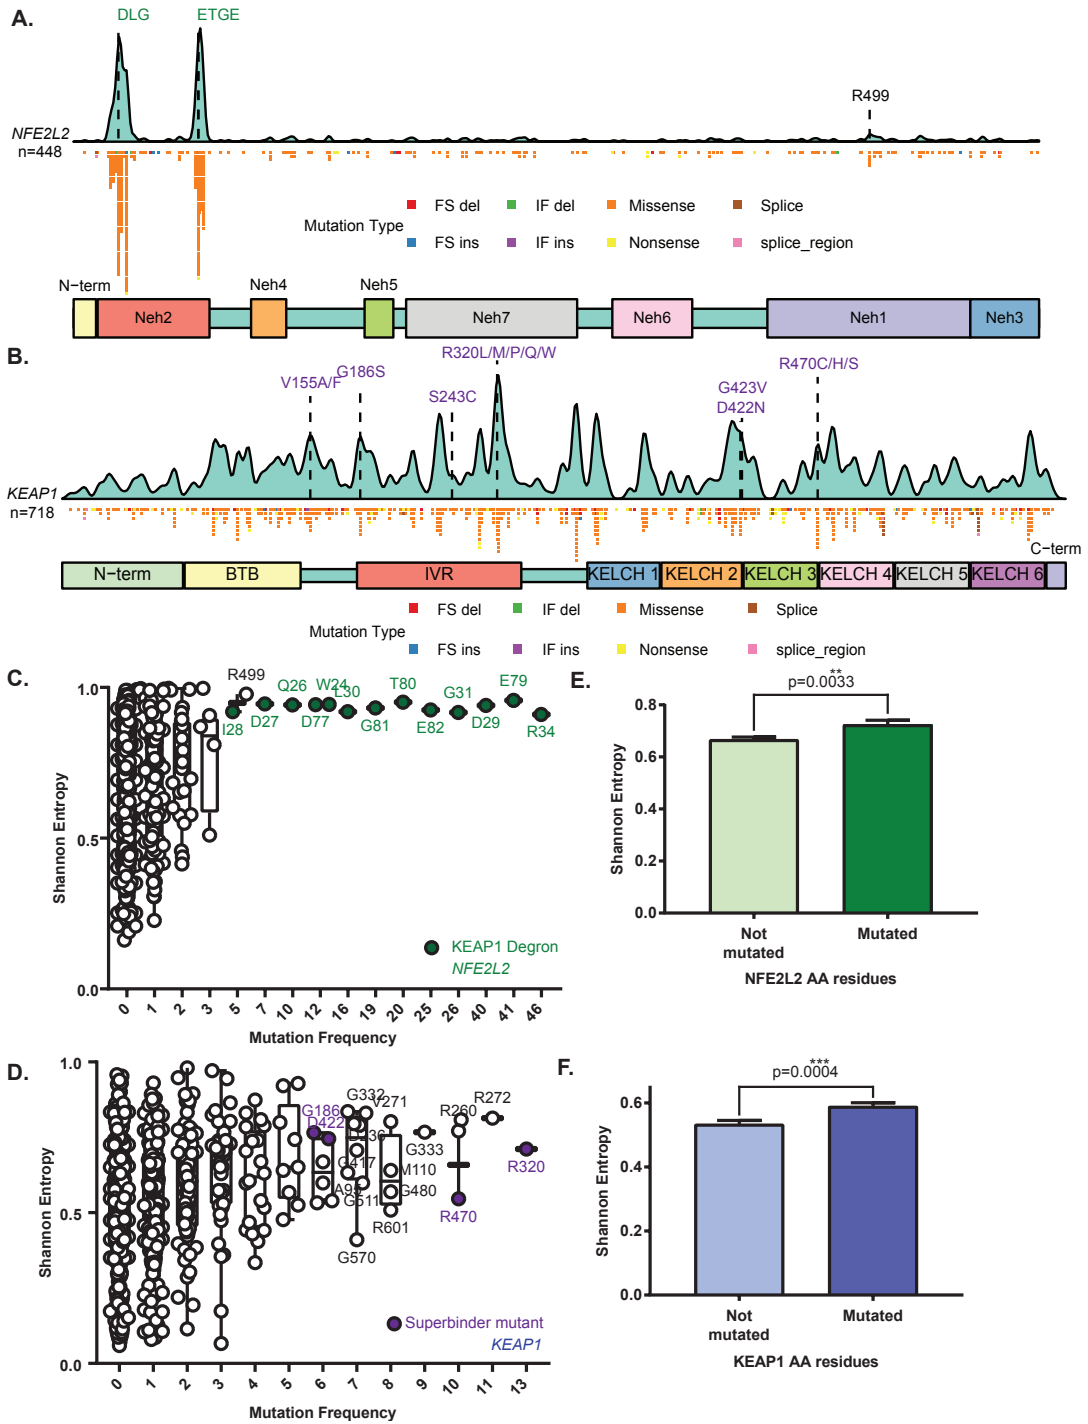 A.
DLG ETGE
R499
NFE2L2
n=448
Mutation Type
FS del IF del Missense Splice
FS ins IF ins Nonsense splice_region
N−term Neh4 Neh5
Neh2 Neh7 Neh6 Neh1 Neh3
B.
R320L/M/P/Q/W
V155A/F G186S S243C G423V R470C/H/S
D422N
KEAP1
n=718
C−term
N−term BTB IVR KELCH 1 KELCH 2 KELCH 3 KELCH 4 KELCH 5 KELCH 6
Mutation Type
FS del IF del Missense Splice
FS ins IF ins Nonsense splice_region
C.
Shannon Entropy
1.0
0.5
0.0
R499 Q26 W24 L30 T80 G31 E79
I28 D27 D77 G81 E82 D29 R34
KEAP1 Degron
NFE2L2
0 1 2 3 5 7 10 12 16 19 20 25 26 40 41 46
Mutation Frequency
E.
**
p=0.0033
Shannon Entropy
0.8
0.6
0.4
0.2
0.0
Not mutated
Mutated
NFE2L2 AA residues
D.
Shannon Entropy
1.0
0.5
0.0
G186
D422
G332
V271
D236
G417
A95
G511
M110
G480
R601
G570
G333
R260
R470
R272
R320
Superbinder mutant
KEAP1
0 1 2 3 4 5 6 7 8 9 10 11 13
Mutation Frequency
F.
***
p=0.0004
Shannon Entropy
0.6
0.4
0.2
0.0
Not mutated
Mutated
KEAP1 AA residues